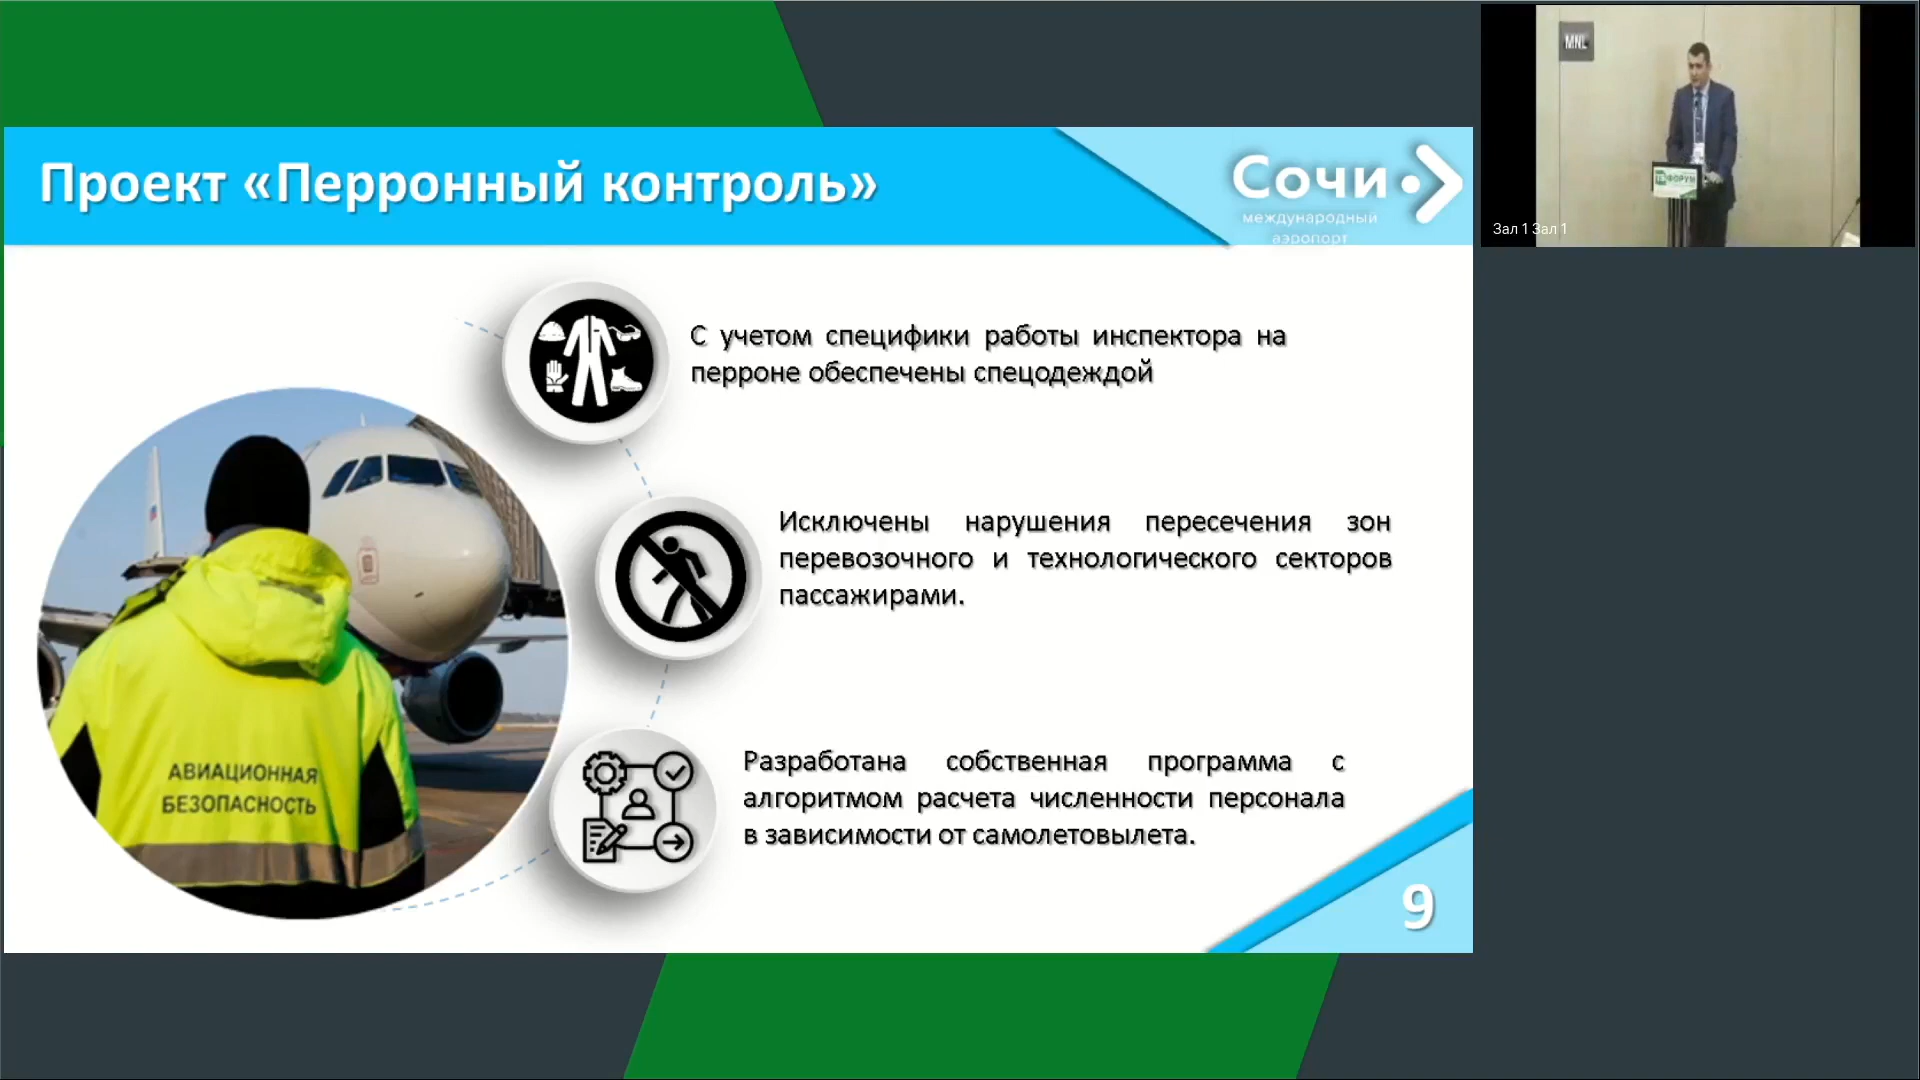 Проект «Перронный контроль»
Сочи
международный
аэропорт
MNL
ФОРУМ
Зал 1 Зал 1
С учетом специфики работы инспектора на
перроне обеспечены спецодеждой
Исключены нарушения пересечения зон
перевозочного и технологического секторов
пассажирами.
АВИАЦИОННАЯ
БЕЗОПАСНОСТЬ
Разработана собственная программа с
алгоритмом расчета численности персонала
в зависимости от самолетовылета.
9